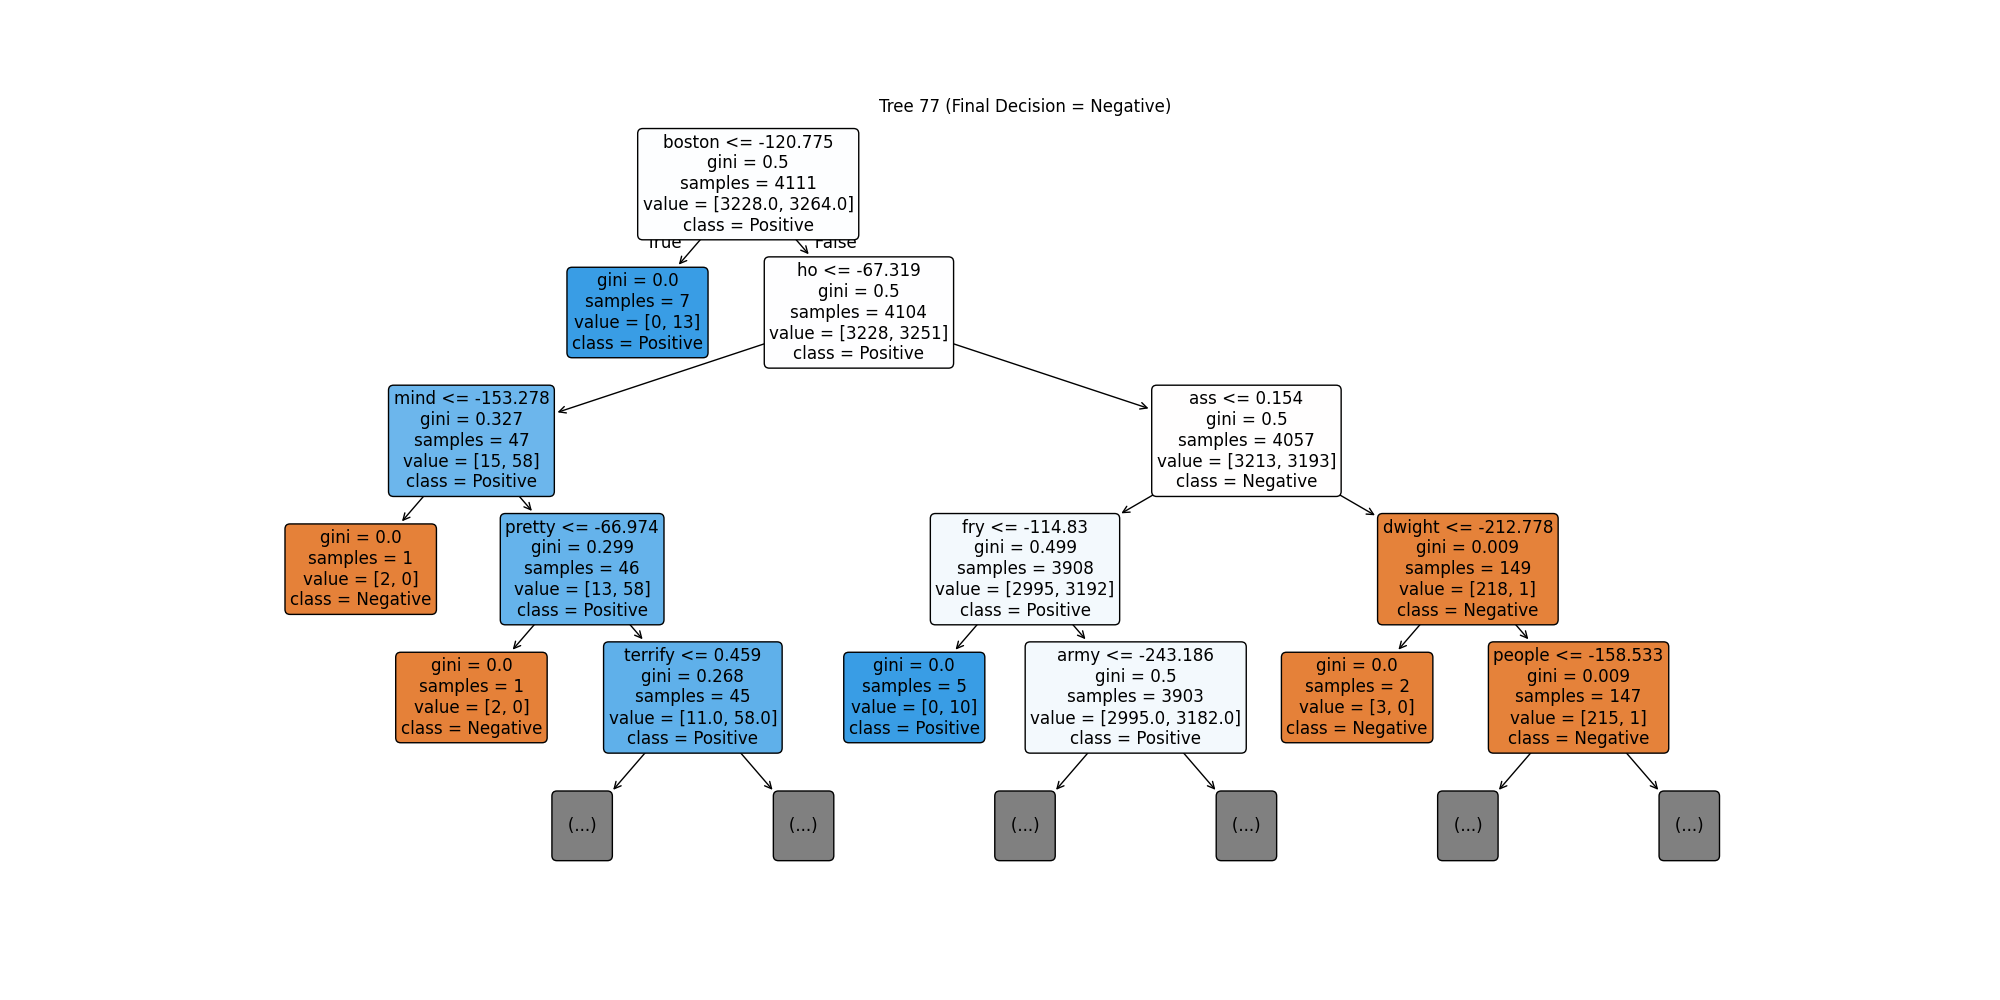 Tree 77 (Final Decision = Negative)
boston <= -120.775
gini = 0.5
samples = 4111
value = [3228.0, 3264.0]
class = Positive
True
False
gini = 0.0
samples = 7
value = [0, 13]
class = Positive
ho <= -67.319
gini = 0.5
samples = 4104
value = [3228, 3251]
class = Positive
mind <= -153.278
gini = 0.327
samples = 47
value = [15, 58]
class = Positive
ass <= 0.154
gini = 0.5
samples = 4057
value = [3213, 3193]
class = Negative
gini = 0.0
samples = 1
value = [2, 0]
class = Negative
pretty <= -66.974
gini = 0.299
samples = 46
value = [13, 58]
class = Positive
fry <= -114.83
gini = 0.499
samples = 3908
value = [2995, 3192]
class = Positive
dwight <= -212.778
gini = 0.009
samples = 149
value = [218, 1]
class = Negative
gini = 0.0
samples = 1
value = [2, 0]
class = Negative
terrify <= 0.459
gini = 0.268
samples = 45
value = [11.0, 58.0]
class = Positive
gini = 0.0
samples = 5
value = [0, 10]
class = Positive
army <= -243.186
gini = 0.5
samples = 3903
value = [2995.0, 3182.0]
class = Positive
gini = 0.0
samples = 2
value = [3, 0]
class = Negative
people <= -158.533
gini = 0.009
samples = 147
value = [215, 1]
class = Negative
(...)
(...)
(...)
(...)
(...)
(...)